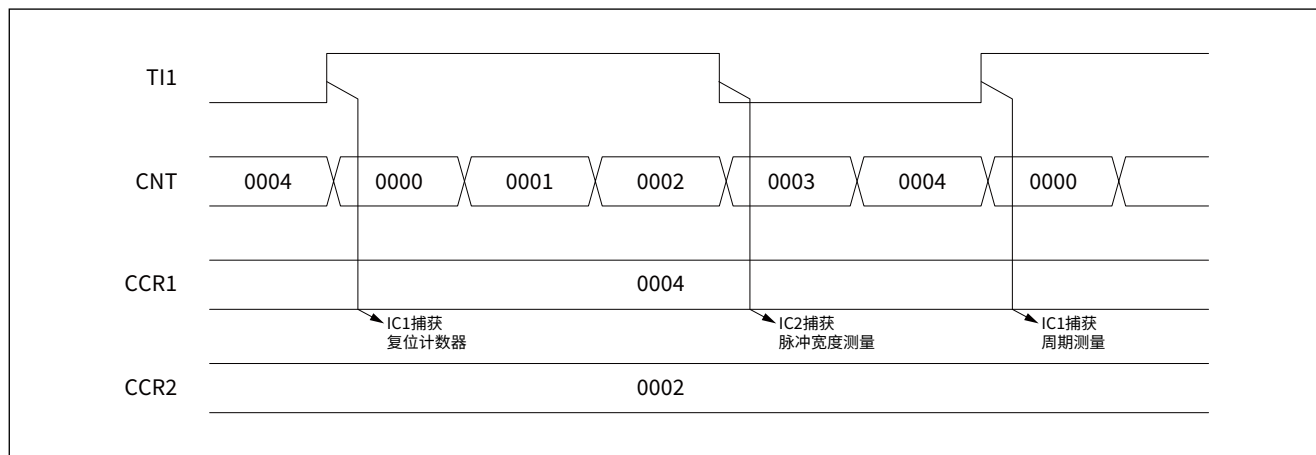 TI1
CNT 0004 0000 0001 0002 0003 0004 0000
CCR1 0004
IC1捕获 IC2捕获 IC1捕获
复位计数器 脉冲宽度测量 周期测量
CCR2 0002